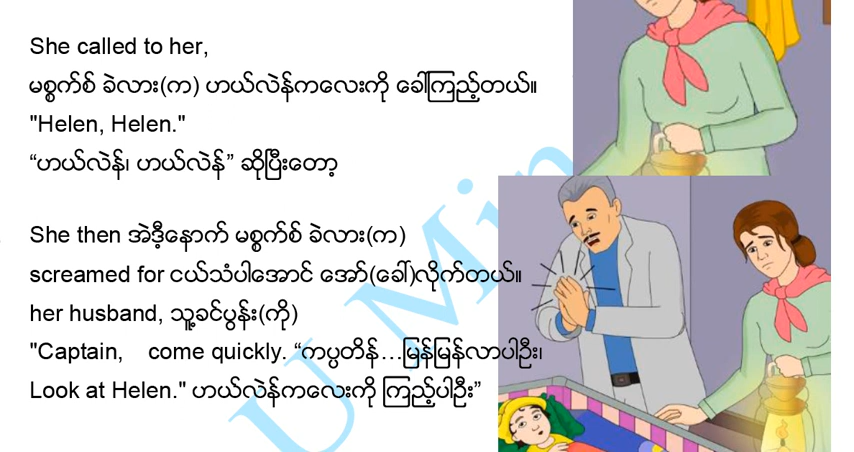 She called to her,
မစ္စက်စ် ခဲလား(က) ဟယ်လဲန်ကလေးကို ခေါ်ကြည့်တယ်။
"Helen, Helen."
“ဟယ်လဲန်၊ ဟယ်လဲန်” ဆိုပြီးတော့
She then အဲဒီ့နောက် မစ္စက်စ် ခဲလား(က)
screamed for ငယ်သံပါအောင် အော်(ခေါ်)လိုက်တယ်။
her husband, သူ့ခင်ပွန်း(ကို)
"Captain, come quickly. “ကပ္ပတိန်…မြန်မြန်လာပါဦး၊
Look at Helen." ဟယ်လဲန်ကလေးကို ကြည့်ပါဦး”
U Min